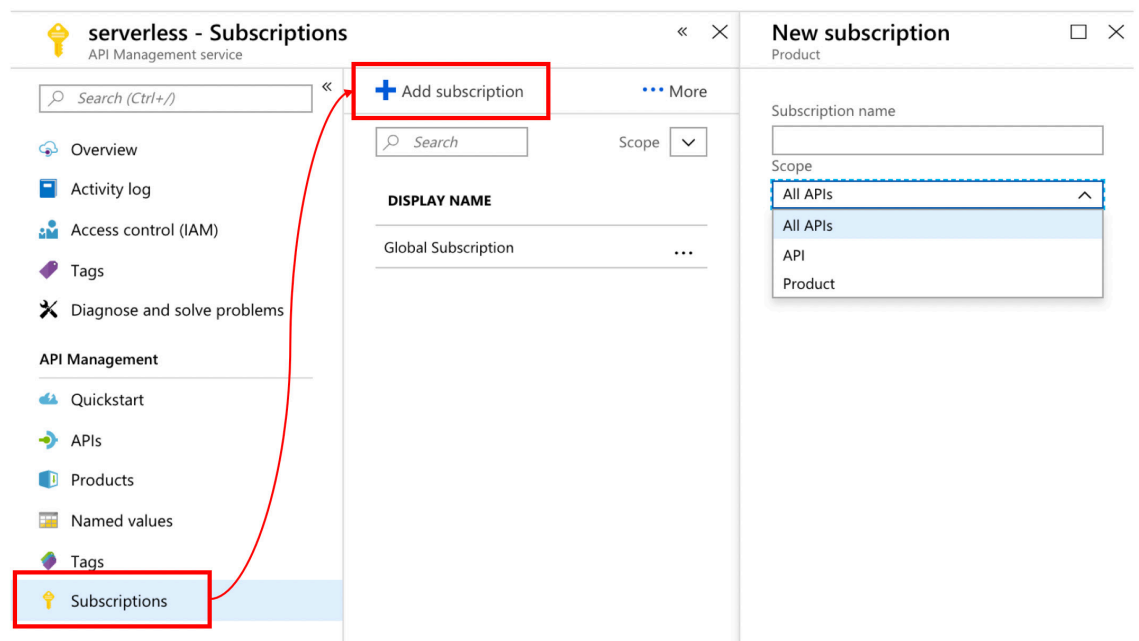 serverless - Subscriptions
API Management service
«
Search (Ctrl+/)
«
Overview
Activity log
Access control (IAM)
Tags
Diagnose and solve problems
API Management
Quickstart
APIs
Products
Named values
Tags
Subscriptions
Add subscription
More
Search
Scope
DISPLAY NAME
Global Subscription
...
New subscription
Product
Subscription name
Scope
All APIs
All APIs
API
Product